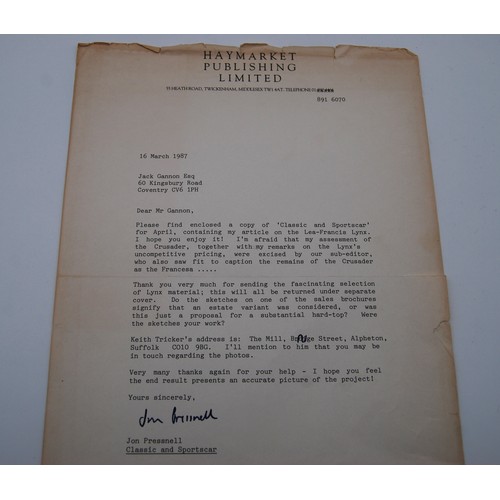 HAYMARKET
PUBLISHING
LIMITED
HEATH ROAD, TWICKENHAM, MIDDLESEX TW1 4AT, TELEPHONE 01
891 6070
16 March 1987
Jack Gannon Esq
60 Kingsbury Road
Coventry CV6 1PH
Dear Mr Gannon,
Please find enclosed a copy of 'Classic and Sportscar'
for April, containing my article on the Lea-Francis Lynx.
I hope you enjoy it! I'm afraid that my assessment of
the Crusader, together with my remarks on the Lynx's
uncompetitive pricing, were excised by our sub-editor,
who also saw fit to caption the remains of the Crusader
as the Francesa .....
Thank you very much for sending the fascinating selection
of Lynx material; this will all be returned under separate
cover. Do the sketches on one of the sales brochures
signify that an estate variant was considered, or was
this just a proposal for a substantial hard-top? Were
the sketches your work?
Keith Tricker's address is: The Mill, Street, Alpheton,
Suffolk CO10 9BG. I'll mention to him that you may be
in touch regarding the photos.
Very many thanks again for your help - I hope you feel
the end result presents an accurate picture of the project!
Yours sincerely,
Jon Pressnell
Jon Pressnell
Classic and Sportscar